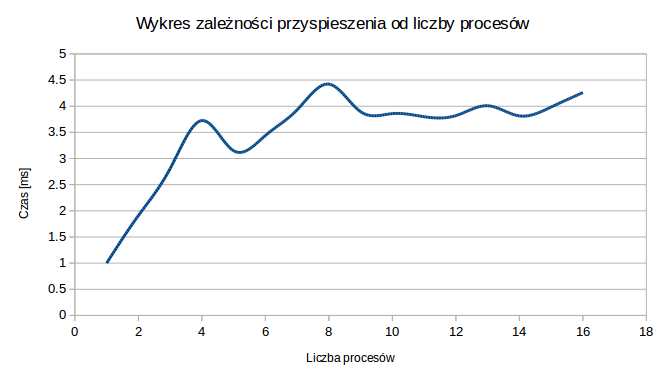 Wykres zależności przyspieszenia od liczby procesów
5
4.5
4
3.5
3
2.5
2
1.5
1
0.5
0
Czas [ms]
0 2 4 6 8 10 12 14 16 18
Liczba procesów